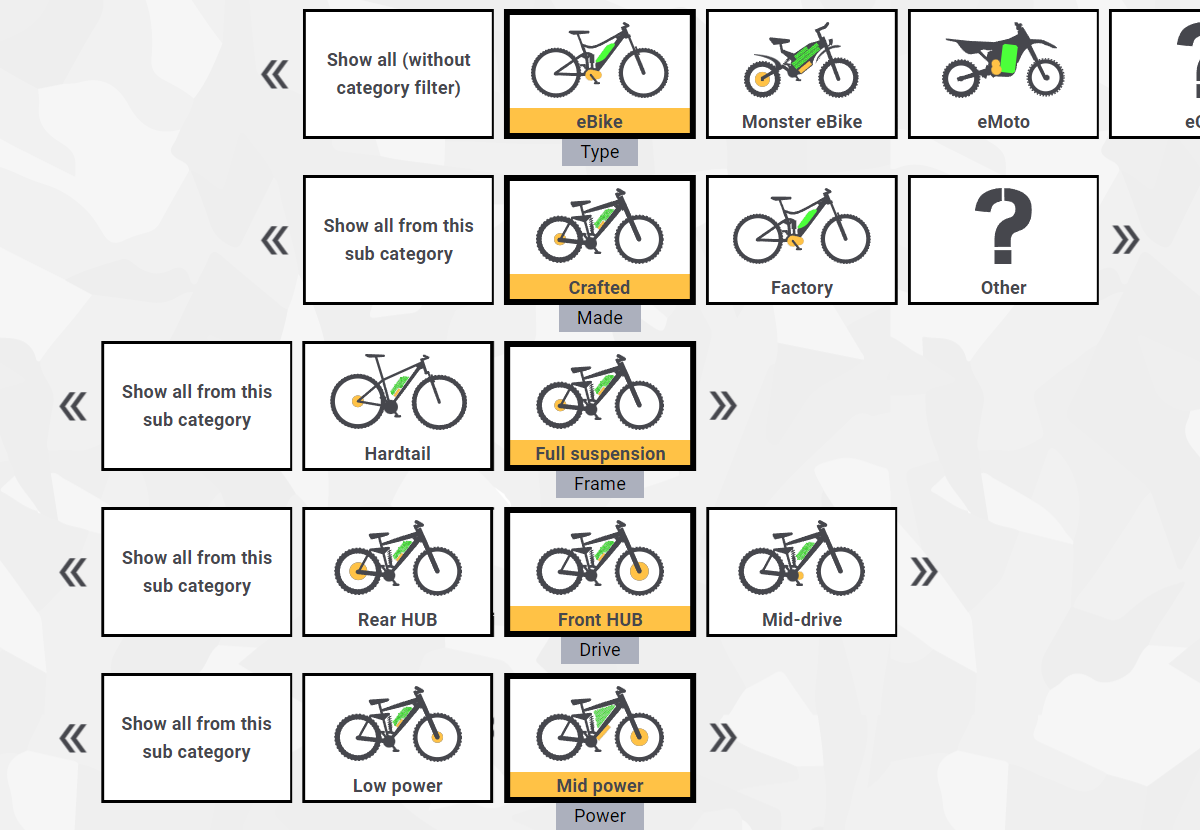 Show all (without
category filter)
eBike
Monster eBike
eMoto
Type
Show all from this
sub category
Crafted
Factory
?
Other
Made
Show all from this
sub category
Hardtail
Full suspension
Frame
Show all from this
sub category
Rear HUB
Front HUB
Mid-drive
Drive
Show all from this
sub category
Low power
Mid power
Power